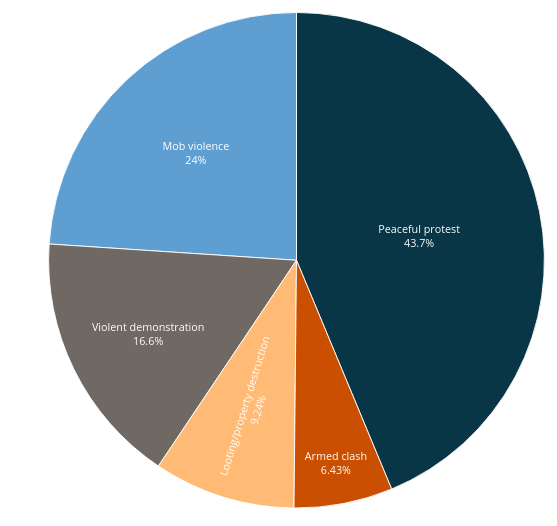 Mob violence
24%
Peaceful protest
43.7%
Violent demonstration
16.6%
Looting/property destruction
9.24%
Armed clash
6.43%